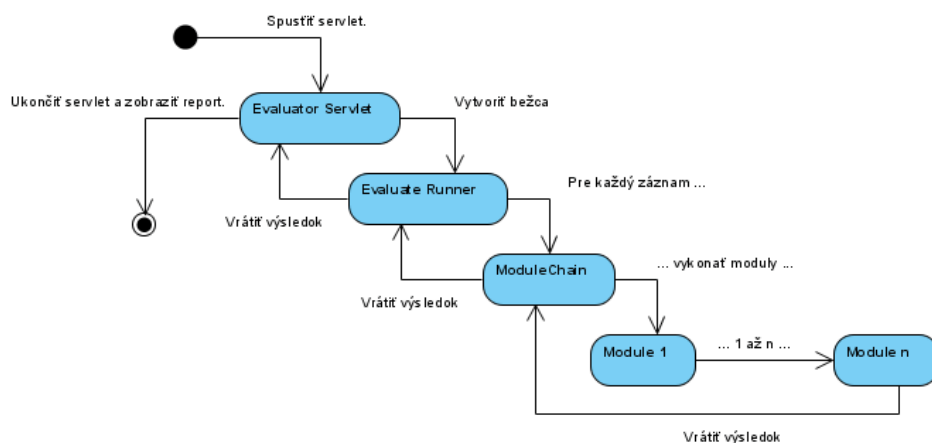 Spustiť servlet.
Ukončiť servlet a zobraziť report.
Evaluator Servlet
Vytvoriť bežca
Evaluate Runner
Pre každý záznam ...
Vrátiť výsledok
ModuleChain
... vykonať moduly ...
Vrátiť výsledok
Module 1
... 1 až n ...
Module n
Vrátiť výsledok